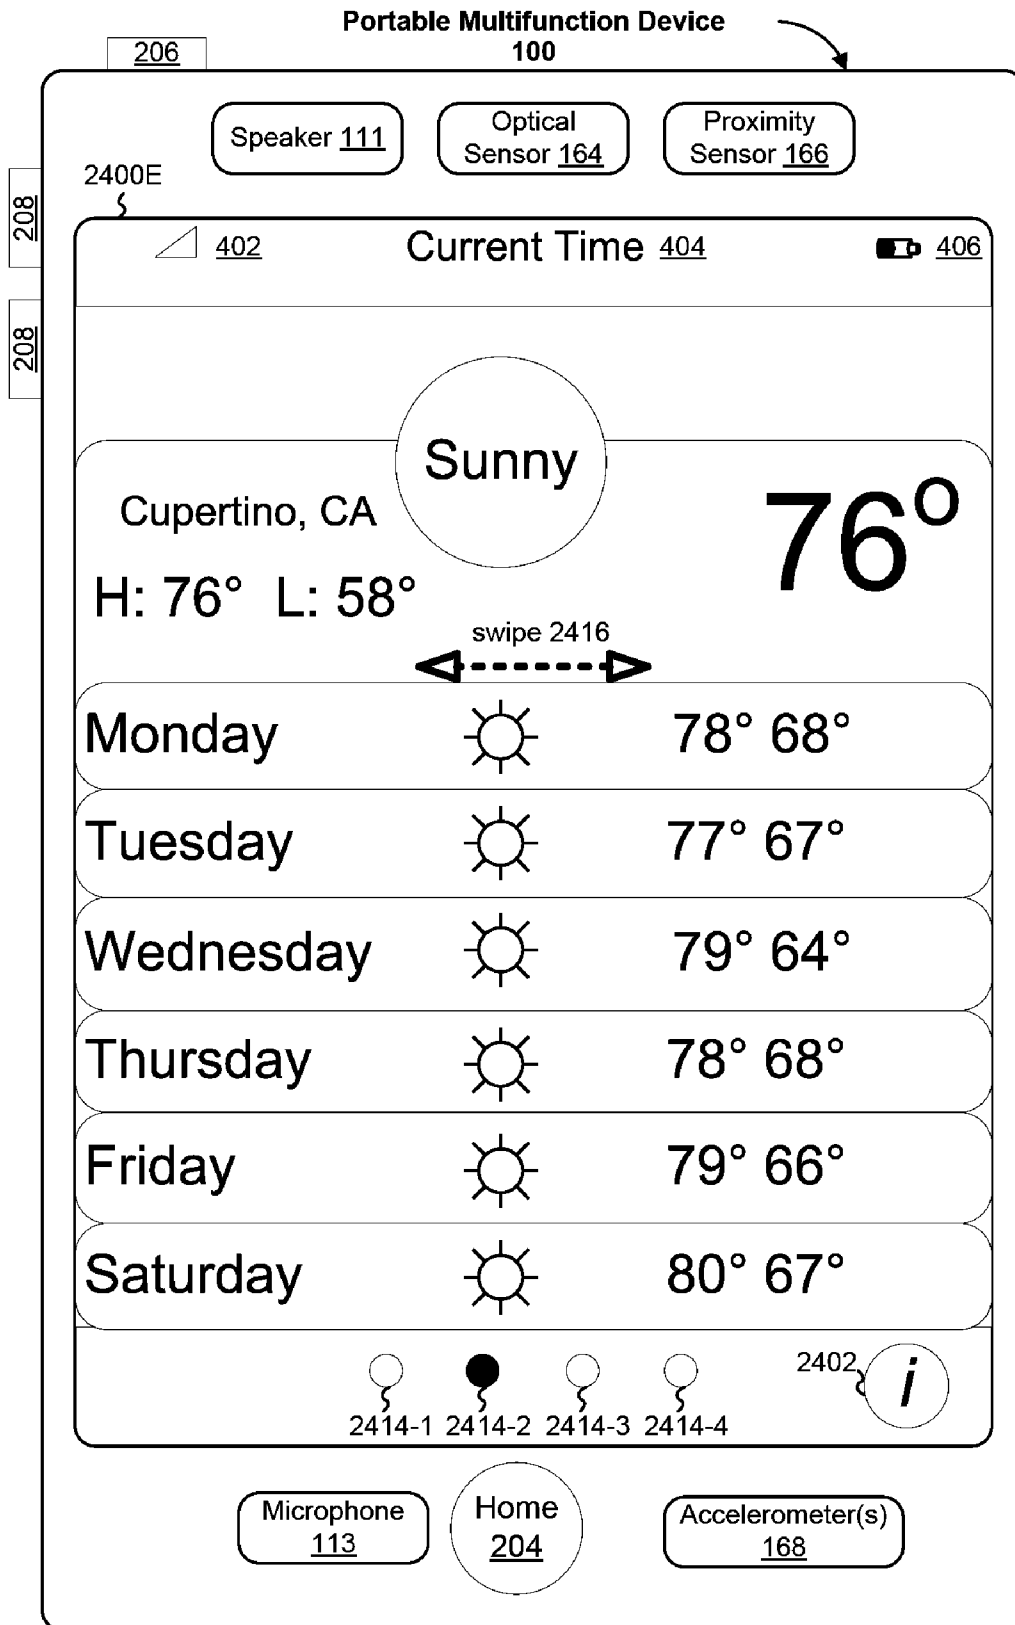 Portable Multifunction Device
100
206
Speaker 111
Optical
Sensor 164
Proximity
Sensor 166
2400E
208
402
Current Time 404
406
208
Sunny
Cupertino, CA
76°
H: 76° L: 58°
swipe 2416
Monday 78° 68°
Tuesday 77° 67°
Wednesday 79° 64°
Thursday 78° 68°
Friday 79° 66°
Saturday 80° 67°
2402
i
2414-1 2414-2 2414-3 2414-4
Microphone
113
Home
204
Accelerometer(s)
168